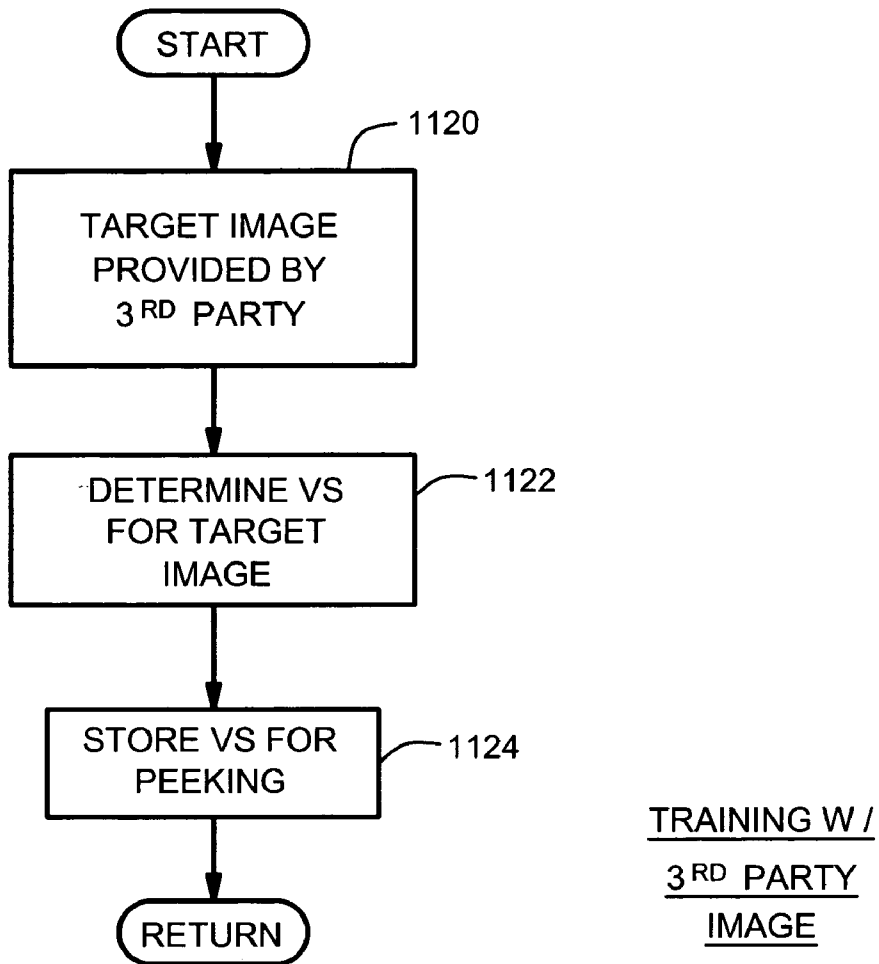 START
1120
TARGET IMAGE
PROVIDED BY
3RD PARTY
1122
DETERMINE VS
FOR TARGET
IMAGE
1124
STORE VS FOR
PEEKING
RETURN
TRAINING W /
3RD PARTY
IMAGE